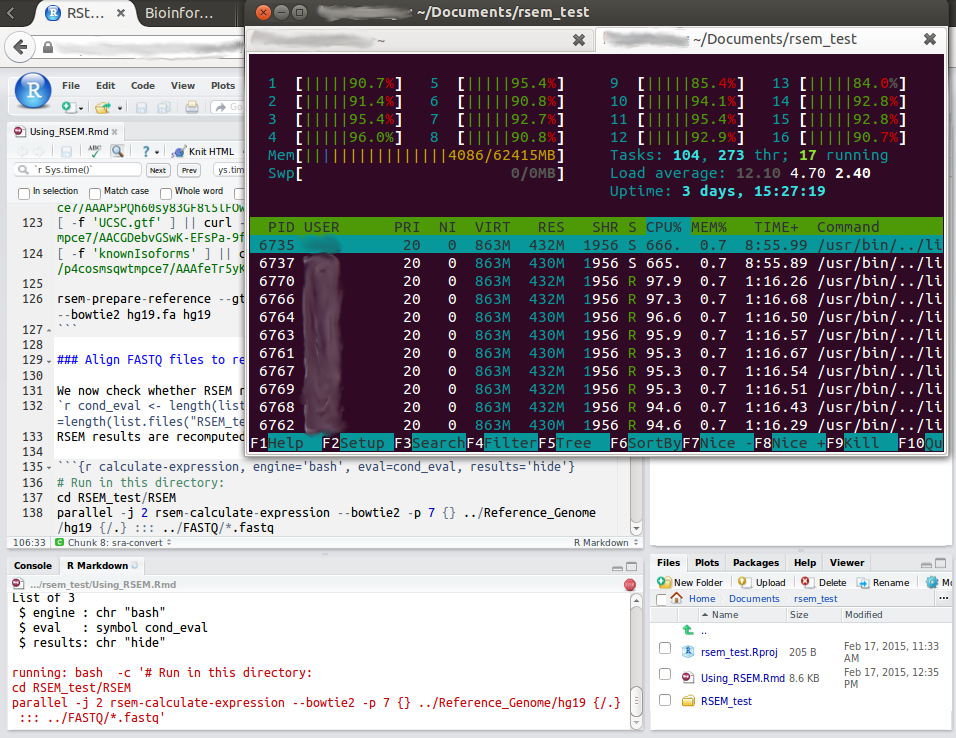 RSt...
Bioinfor...
~/Documents/rsem_test
~
~/Documents/rsem_test
File Edit Code View Plots
Go
Using_RSEM.Rmd
ABC
? Knit HTML
`r Sys.time()` Next Prev ys.time
In selection Match case Whole word
123 [ -f 'UCSC.gtf' ] || curl -
124 [ -f 'knownIsoforms' ] || c
125
126 rsem-prepare-reference --gt
--bowtie2 hg19.fa hg19
127 ```
128
129 ### Align FASTQ files to re
130
131 We now check whether RSEM r
132 `r cond_eval <- length(list
=length(list.files("RSEM_te
133 RSEM results are recomputed
134
135 ```{r calculate-expression, engine='bash', eval=cond_eval, results='hide'}
136 # Run in this directory:
137 cd RSEM_test/RSEM
138 parallel -j 2 rsem-calculate-expression --bowtie2 -p 7 {} ../Reference_Genome
/hg19 {/.} ::: ../FASTQ/*.fastq
106:33 C Chunk 8: sra-convert R Markdown
1 [|||||90.7%] 5 [|||||95.4%] 9 [|||||85.4%] 13 [|||||84.0%]
2 [|||||91.4%] 6 [|||||90.8%] 10 [|||||94.1%] 14 [|||||92.8%]
3 [|||||95.4%] 7 [|||||92.7%] 11 [|||||95.4%] 15 [|||||92.8%]
4 [|||||96.0%] 8 [|||||90.8%] 12 [|||||92.9%] 16 [|||||90.7%]
Mem[||||||||||||||||4086/62415MB] Tasks: 104, 273 thr; 17 running
Swp[ 0/0MB] Load average: 12.10 4.70 2.40
Uptime: 3 days, 15:27:19
PID USER PRI NI VIRT RES SHR S CPU% MEM% TIME+ Command
6735 20 0 863M 432M 1956 S 666. 0.7 8:55.99 /usr/bin/../li
6737 20 0 863M 430M 1956 S 665. 0.7 8:55.89 /usr/bin/../li
6770 20 0 863M 432M 1956 R 97.9 0.7 1:16.26 /usr/bin/../li
6766 20 0 863M 432M 1956 R 97.3 0.7 1:16.68 /usr/bin/../li
6764 20 0 863M 430M 1956 R 96.6 0.7 1:16.50 /usr/bin/../li
6763 20 0 863M 430M 1956 R 95.9 0.7 1:16.57 /usr/bin/../li
6761 20 0 863M 430M 1956 R 95.3 0.7 1:16.67 /usr/bin/../li
6767 20 0 863M 432M 1956 R 95.3 0.7 1:16.54 /usr/bin/../li
6769 20 0 863M 432M 1956 R 95.3 0.7 1:16.51 /usr/bin/../li
6768 20 0 863M 432M 1956 R 94.6 0.7 1:16.43 /usr/bin/../li
6762 20 0 863M 430M 1956 R 94.6 0.7 1:16.29 /usr/bin/../li
F1Help F2Setup F3Search F4Filter F5Tree F6SortBy F7Nice - F8Nice + F9Kill F10Qu
Console R Markdown
.../rsem_test/Using_RSEM.Rmd
List of 3
$ engine : chr "bash"
$ eval : symbol cond_eval
$ results: chr "hide"
running: bash -c '# Run in this directory:
cd RSEM_test/RSEM
parallel -j 2 rsem-calculate-expression --bowtie2 -p 7 {} ../Reference_Genome/hg19 {/.}
::: ../FASTQ/*.fastq'
Files Plots Packages Help Viewer
New Folder Upload Delete Rename Mo
Home Documents rsem_test ...
Name Size Modified
..
rsem_test.Rproj 205 B Feb 17, 2015, 11:33 AM
Using_RSEM.Rmd 8.6 KB Feb 17, 2015, 12:35 PM
RSEM_test